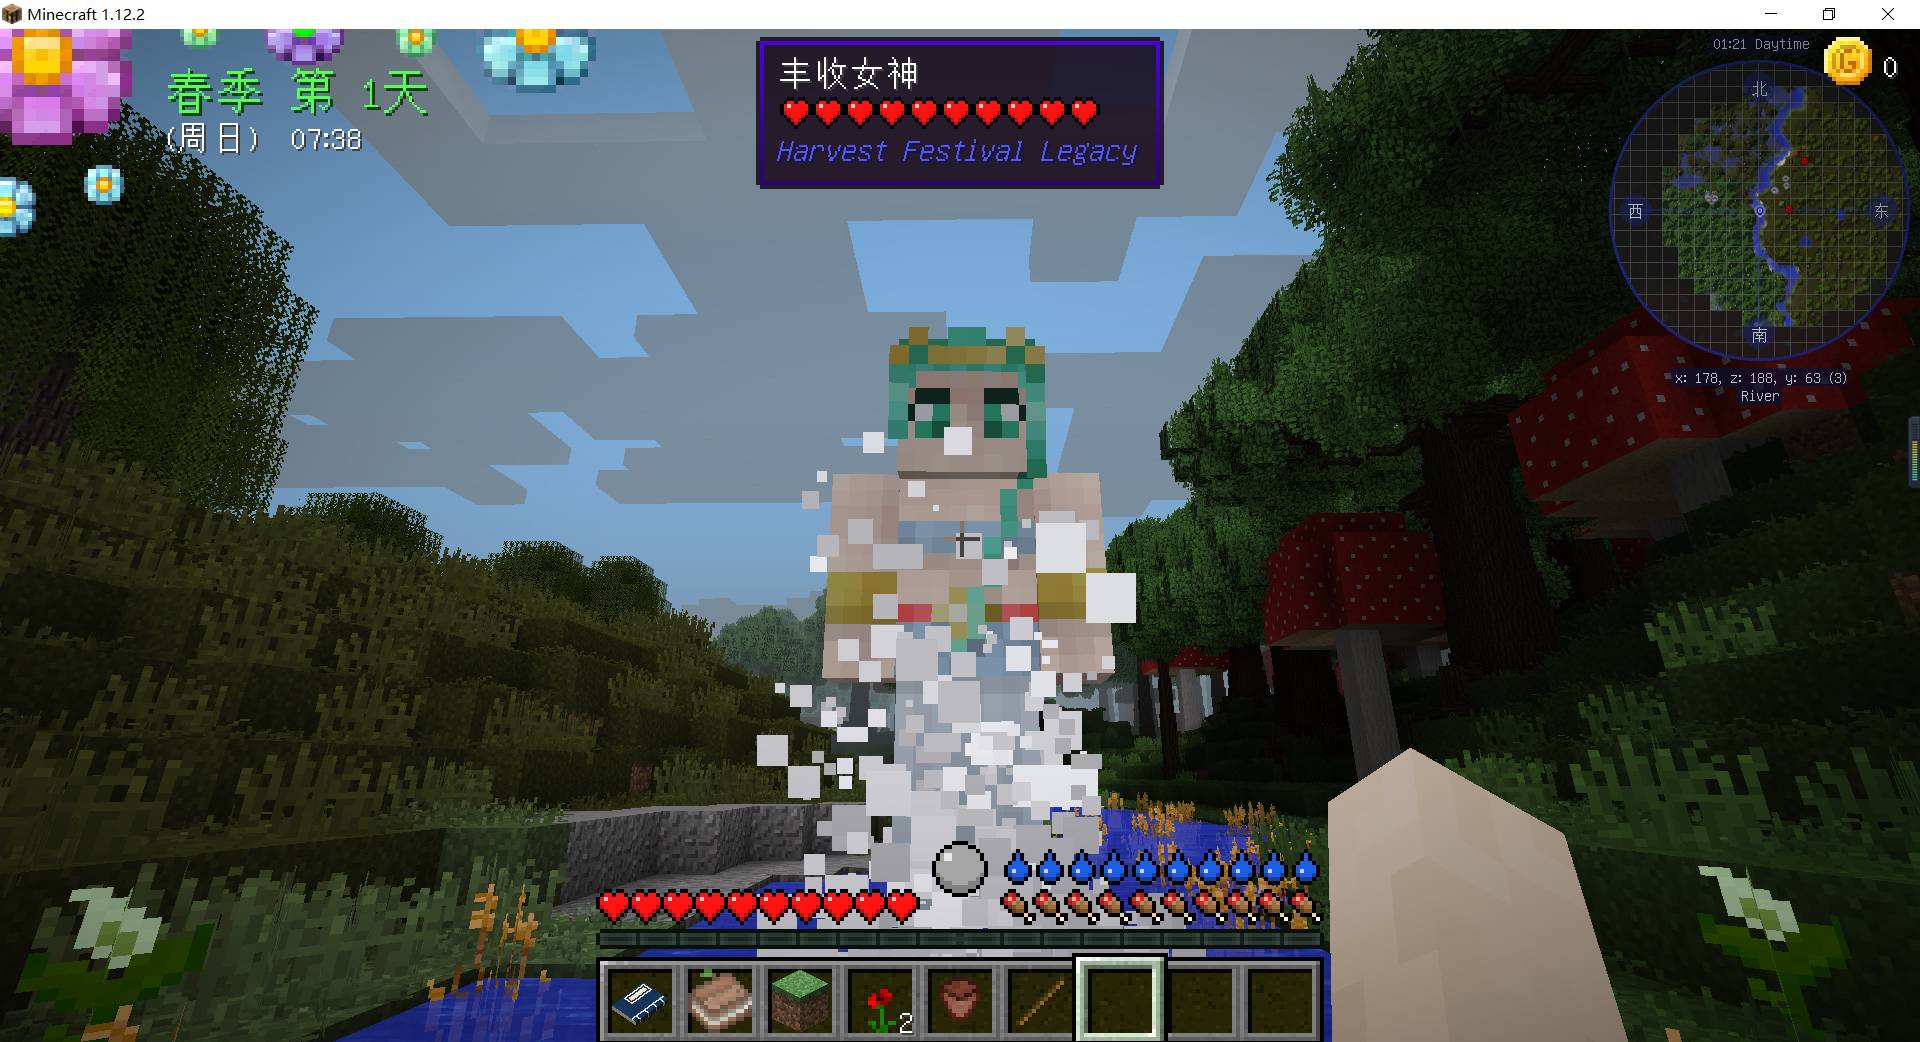 Minecraft 1.12.2
春季 第 1天
(周日) 07:38
丰收女神
Harvest Festival Legacy
01:21 Daytime
G 0
北
西
东
南
x: 178, z: 188, y: 63 (3)
River
2